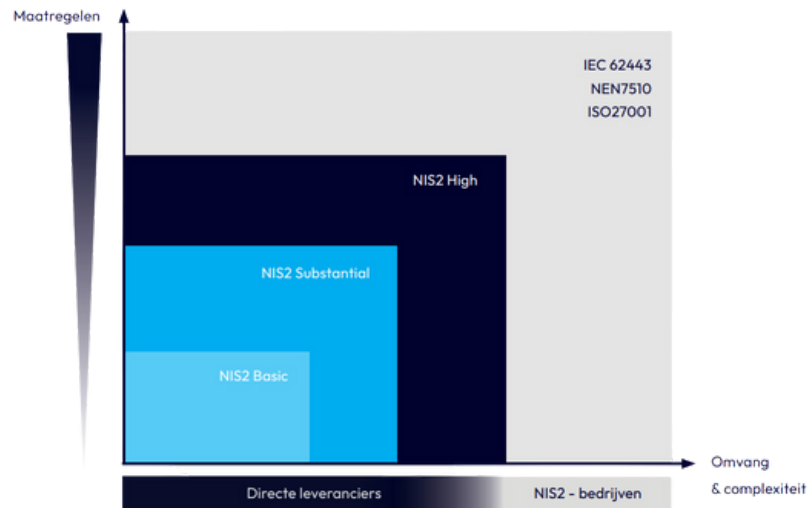 Maatregelen
IEC 62443
NEN7510
ISO27001
NIS2 High
NIS2 Substantial
NIS2 Basic
Omvang
& complexiteit
Directe leveranciers
NIS2 - bedrijven